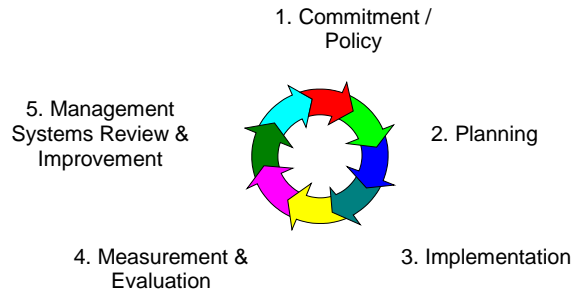 1. Commitment /
Policy
2. Planning
3. Implementation
4. Measurement &
Evaluation
5. Management
Systems Review &
Improvement